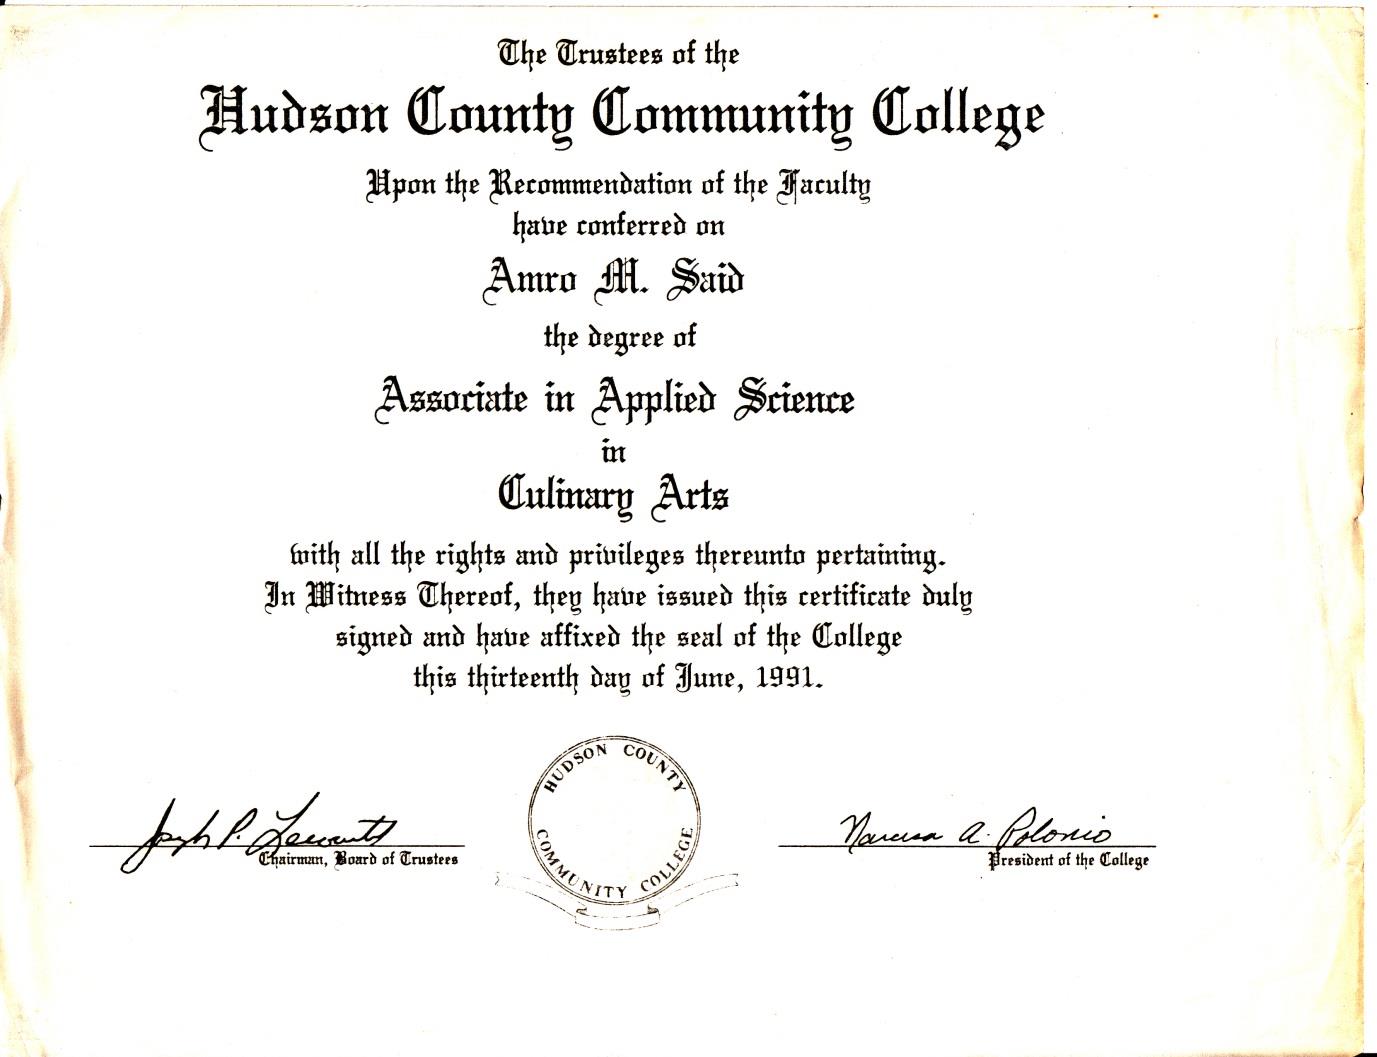 The Trustees of the
Hudson County Community College
Upon the Recommendation of the Faculty
have conferred on
Amro M. Said
the degree of
Associate in Applied Science
in
Culinary Arts
with all the rights and privileges thereunto pertaining.
In Witness Thereof, they have issued this certificate duly
signed and have affixed the seal of the College
this thirteenth day of June, 1991.
HUDSON COUNTY
COMMUNITY COLLEGE
Joseph P.
Chairman, Board of Trustees
Narcisa A. Polonio
President of the College